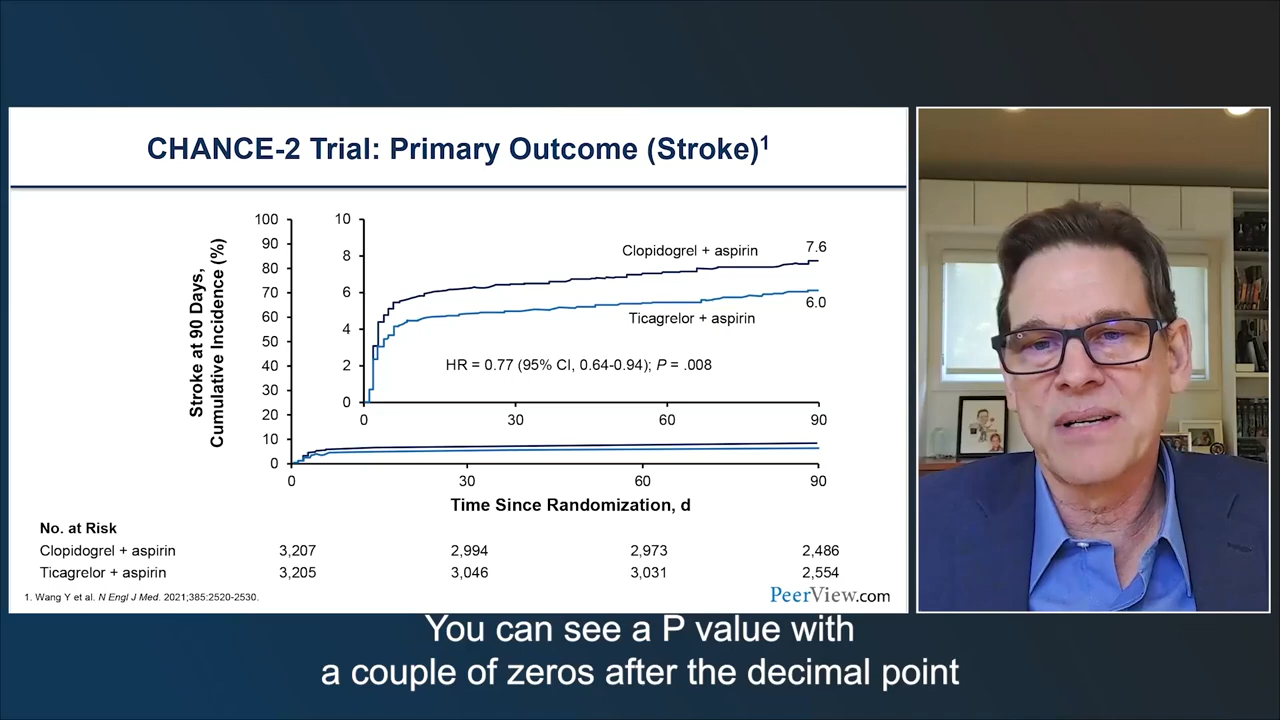 CHANCE-2 Trial: Primary Outcome (Stroke)1
Stroke at 90 Days,
Cumulative Incidence (%)
100
90
80
70
60
50
40
30
20
10
0
10
8
6
4
2
0
Clopidogrel + aspirin
7.6
6.0
Ticagrelor + aspirin
HR = 0.77 (95% CI, 0.64-0.94); P = .008
0 30 60 90
0 30 60 90
Time Since Randomization, d
No. at Risk
Clopidogrel + aspirin 3,207 2,994 2,973 2,486
Ticagrelor + aspirin 3,205 3,046 3,031 2,554
1. Wang Y et al. N Engl J Med. 2021;385:2520-2530.
PeerView.com
You can see a P value with
a couple of zeros after the decimal point